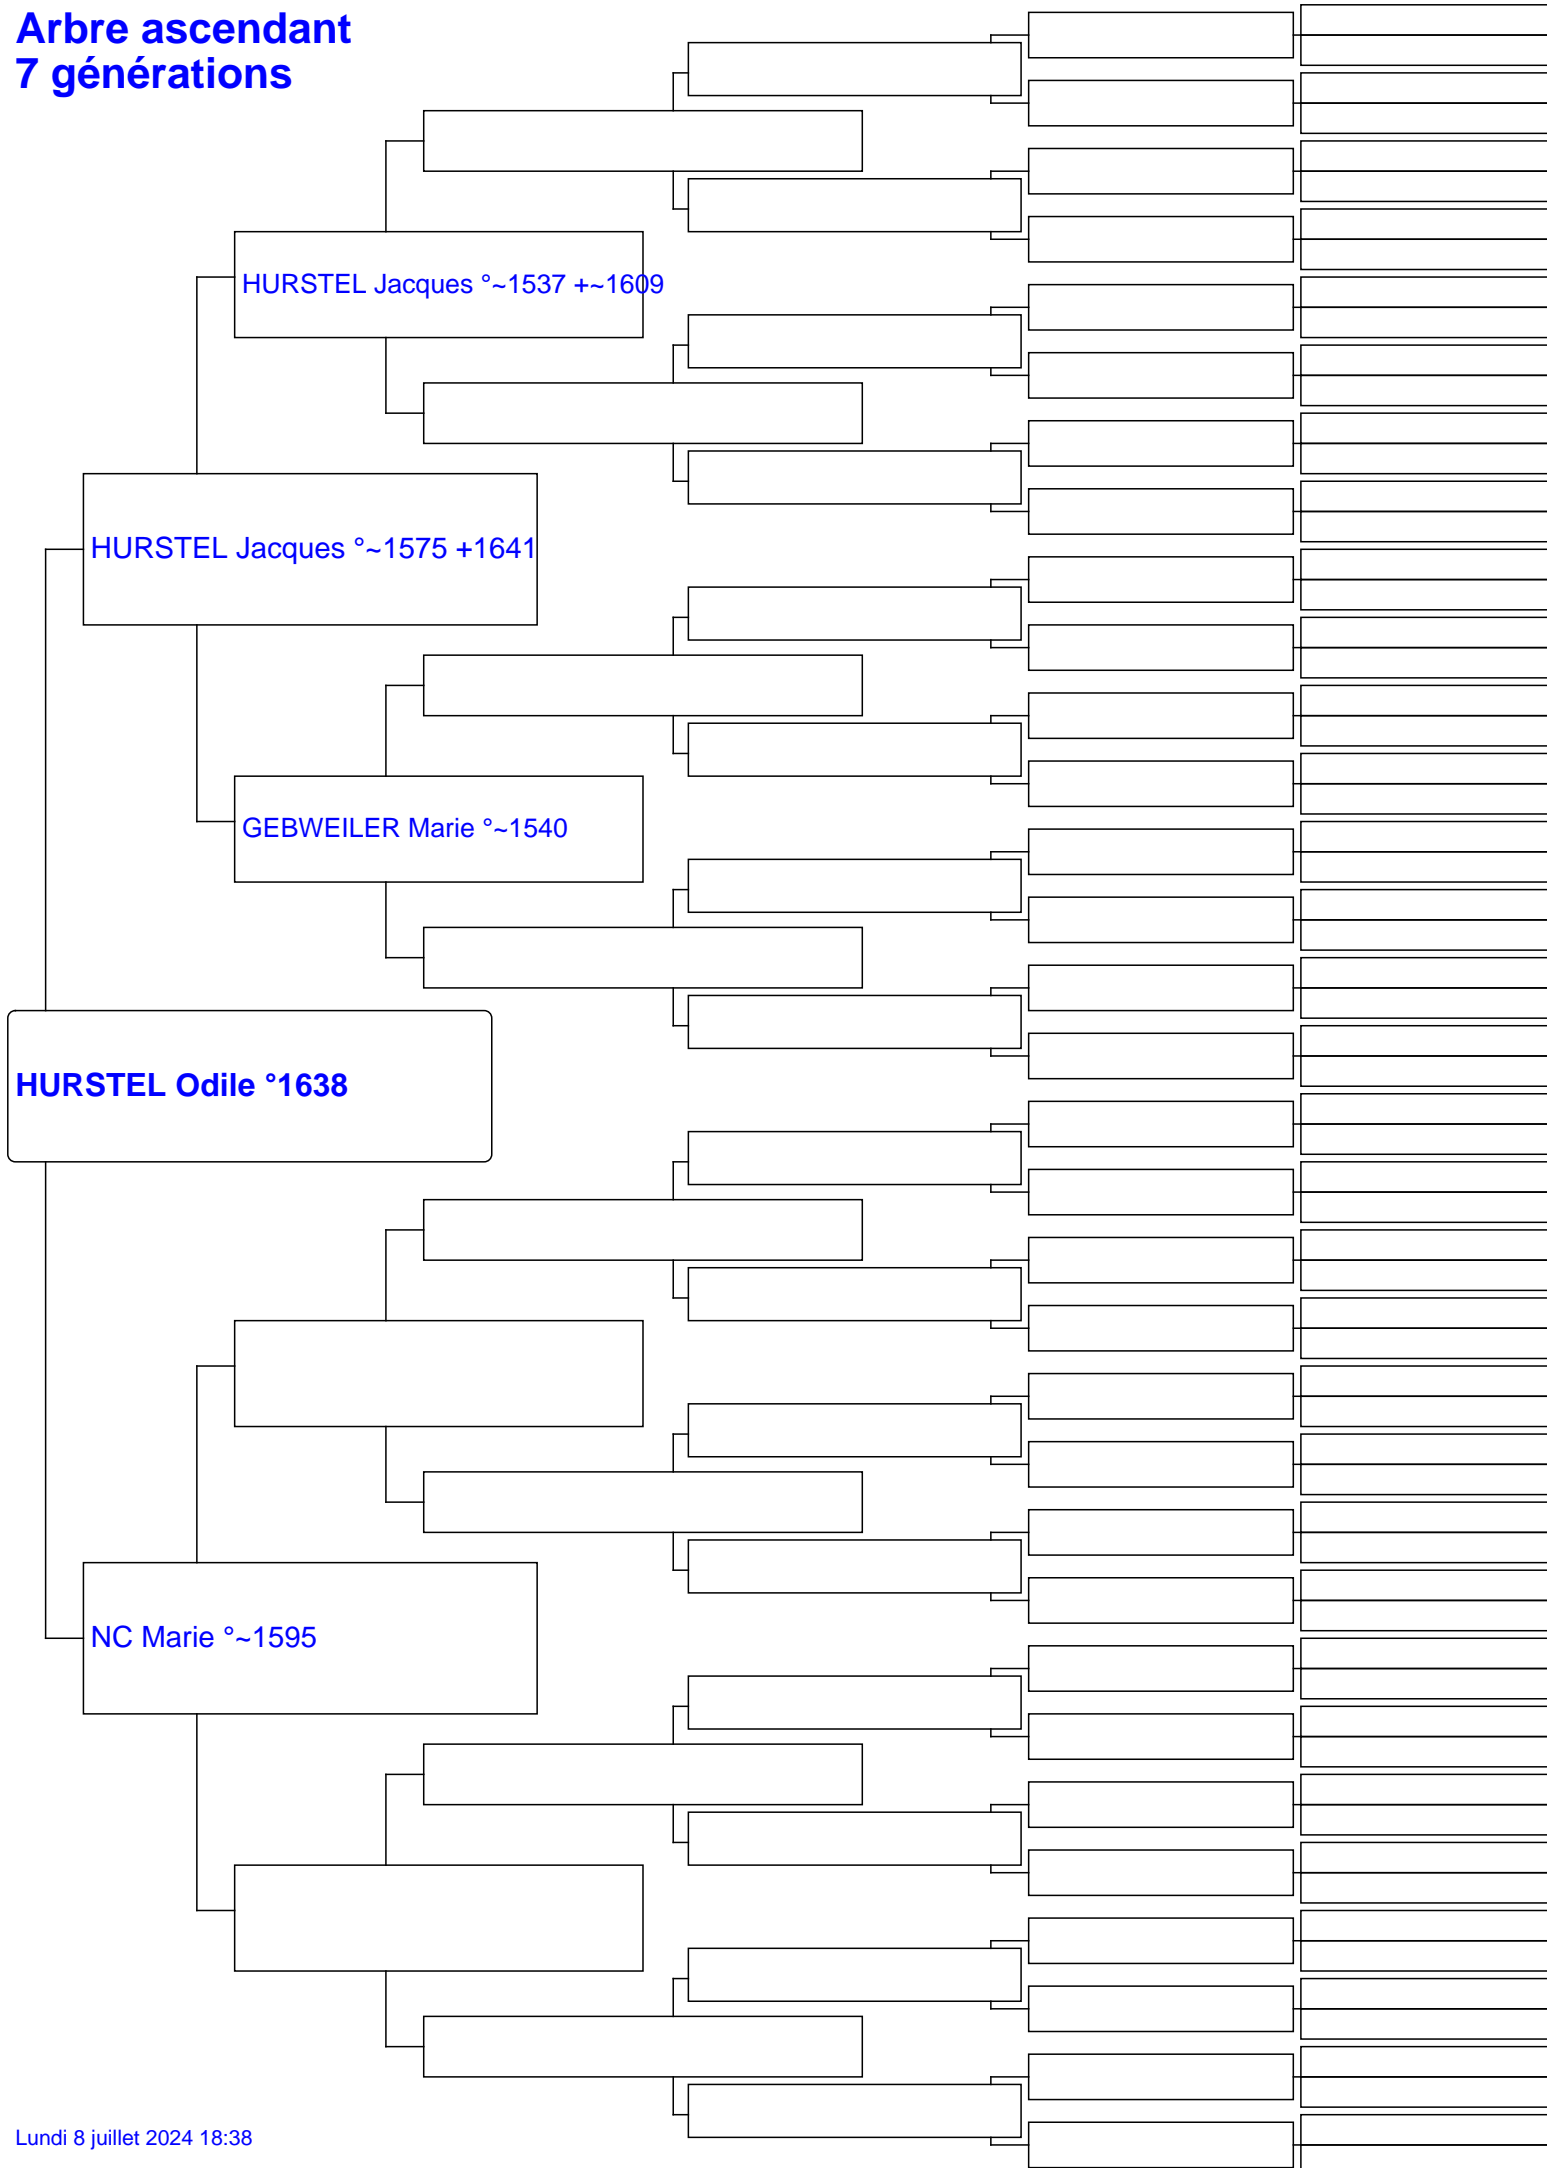 Arbre ascendant
7 générations
HURSTEL Jacques °~1537 +~1609
HURSTEL Jacques °~1575 +1641
GEBWEILER Marie °~1540
HURSTEL Odile °1638
NC Marie °~1595
Lundi 8 juillet 2024 18:38